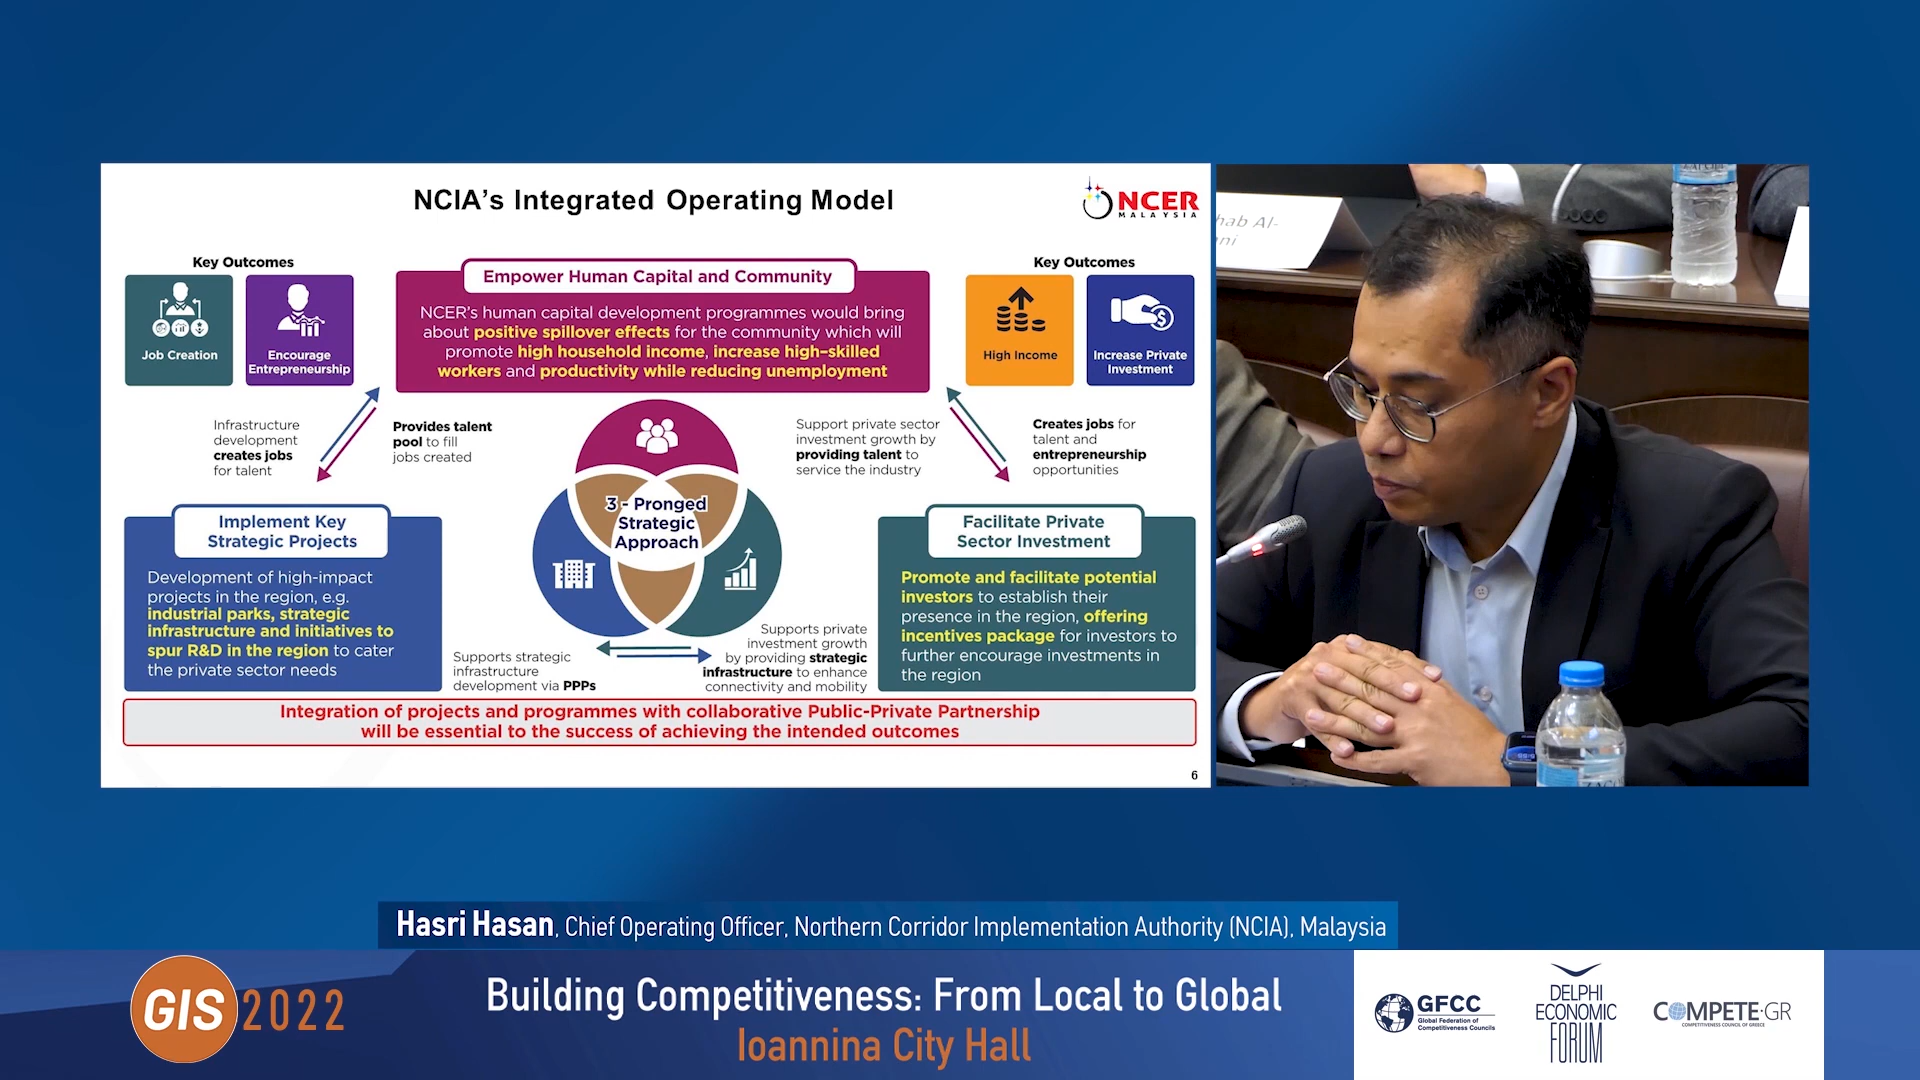 NCIA's Integrated Operating Model
NCER
MALAYSIA
Key Outcomes
Job Creation
Encourage
Entrepreneurship
Empower Human Capital and Community
NCER's human capital development programmes would bring
about positive spillover effects for the community which will
promote high household income, increase high-skilled
workers and productivity while reducing unemployment
Key Outcomes
High Income
Increase Private
Investment
Infrastructure
development
creates jobs
for talent
Provides talent
pool to fill
jobs created
Support private sector
investment growth by
providing talent to
service the industry
Creates jobs for
talent and
entrepreneurship
opportunities
3 - Pronged
Strategic
Approach
Implement Key
Strategic Projects
Development of high-impact
projects in the region, e.g.
industrial parks, strategic
infrastructure and initiatives to
spur R&D in the region to cater
the private sector needs
Supports strategic
infrastructure
development via PPPs
Supports private
investment growth
by providing strategic
infrastructure to enhance
connectivity and mobility
Facilitate Private
Sector Investment
Promote and facilitate potential
investors to establish their
presence in the region, offering
incentives package for investors to
further encourage investments in
the region
Integration of projects and programmes with collaborative Public-Private Partnership
will be essential to the success of achieving the intended outcomes
6
hab Al-
ni
Hasri Hasan, Chief Operating Officer, Northern Corridor Implementation Authority (NCIA), Malaysia
GIS 2022
Building Competitiveness: From Local to Global
Ioannina City Hall
GFCC
Global Federation of
Competitiveness Councils
DELPHI
ECONOMIC
FORUM
COMPETE·GR
COMPETITIVENESS COUNCIL OF GREECE